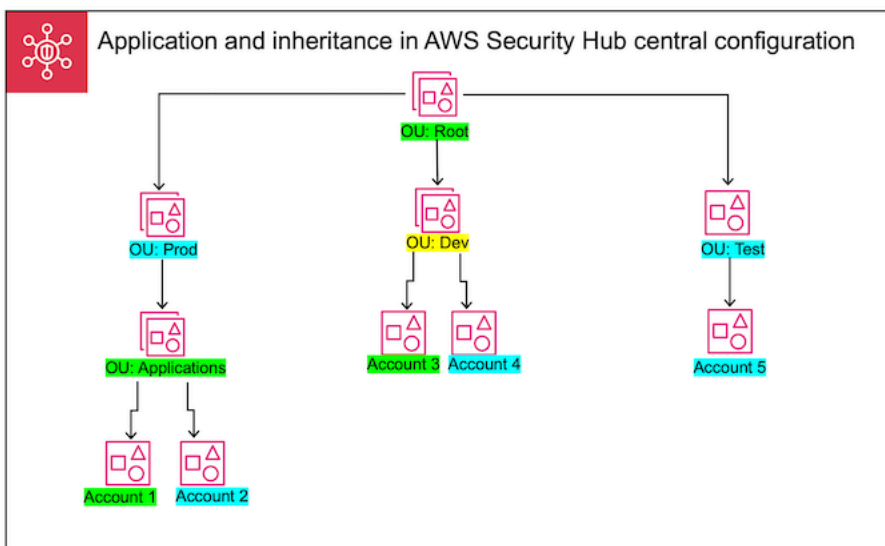 Application and inheritance in AWS Security Hub central configuration
OU: Root
OU: Prod
OU: Dev
OU: Test
OU: Applications
Account 3
Account 4
Account 5
Account 1
Account 2